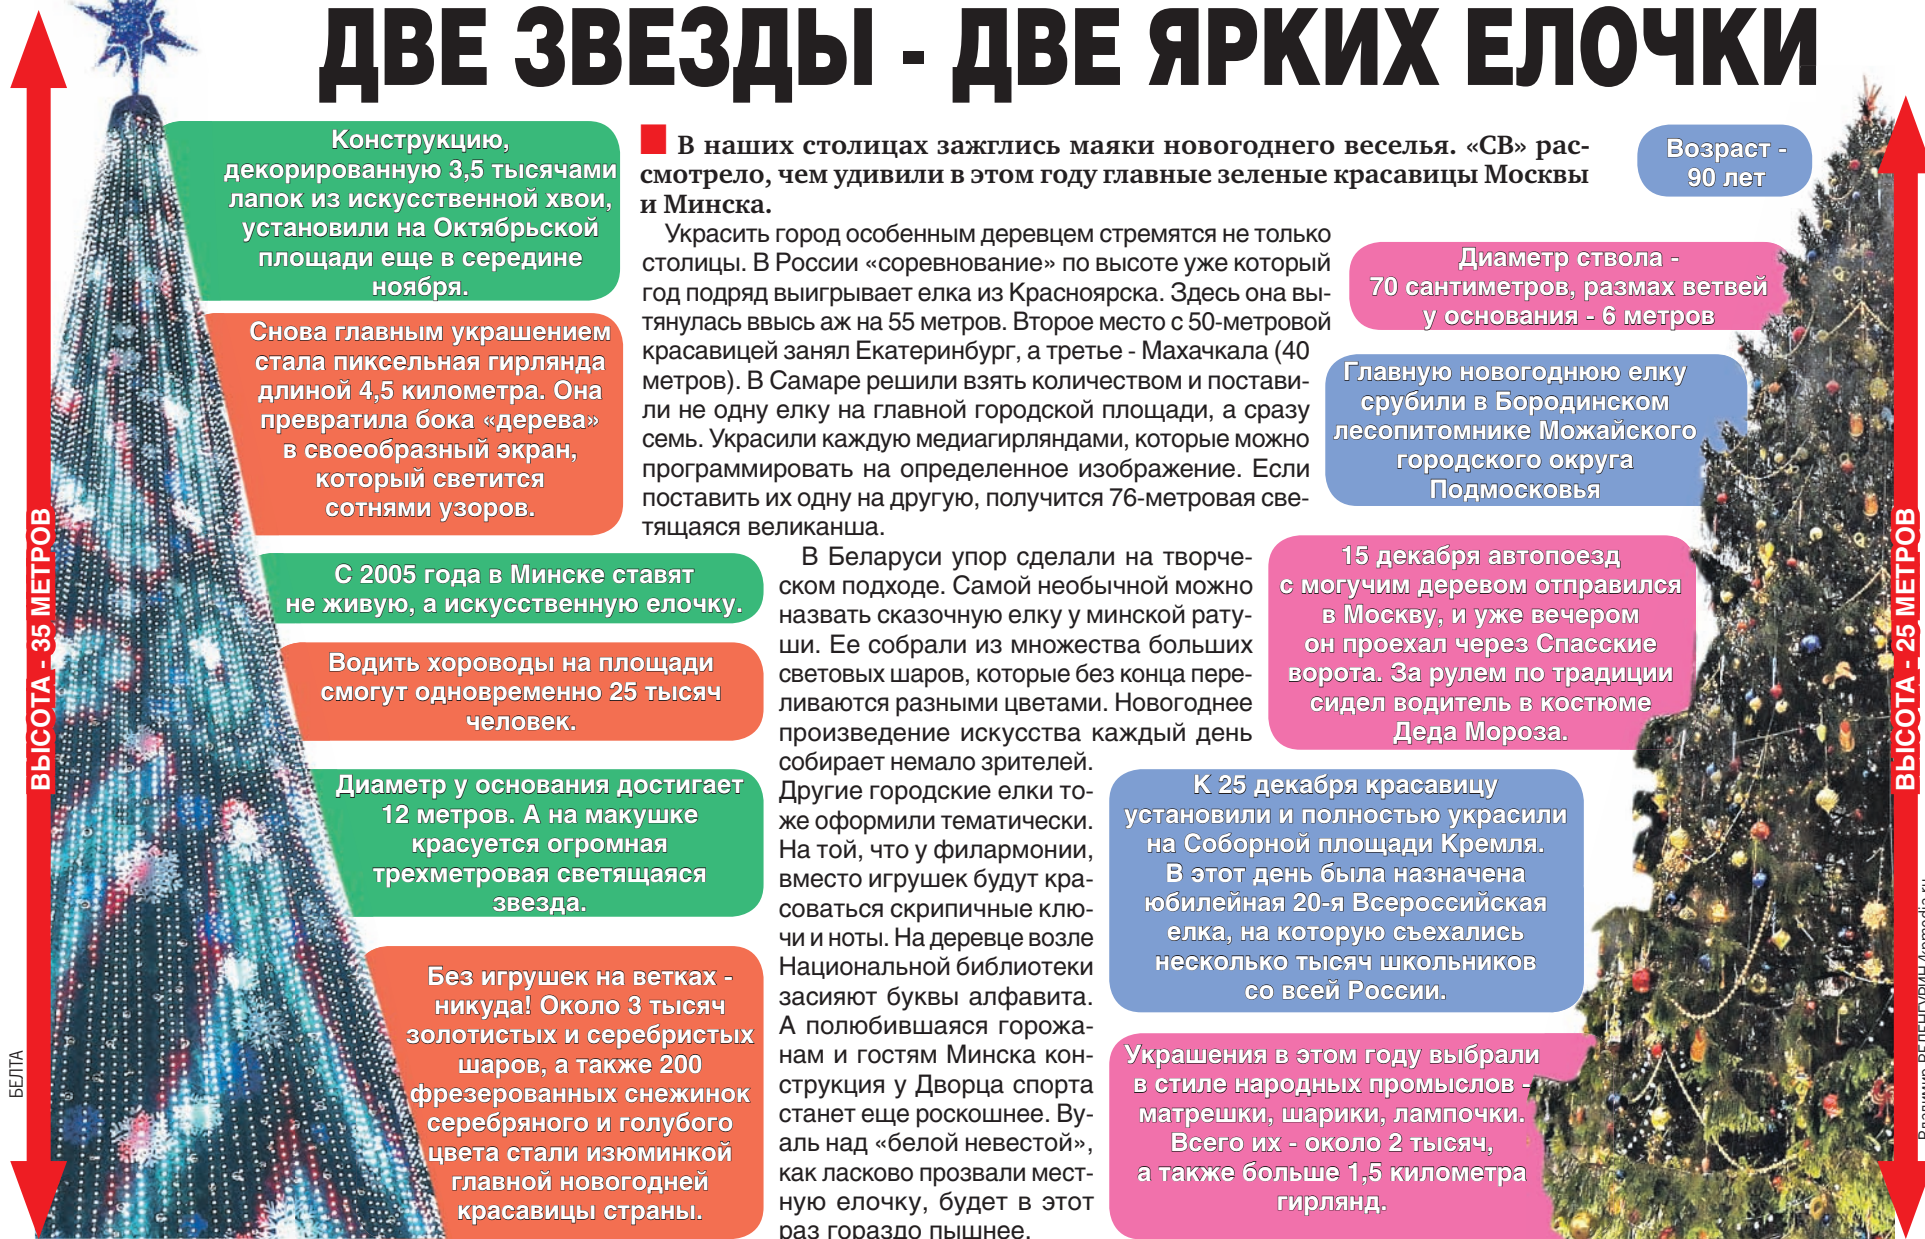 ДВЕ ЗВЕЗДЫ - ДВЕ ЯРКИХ ЕЛОЧКИ
ВЫСОТА - 35 МЕТРОВ
БЕЛТА
Конструкцию,
декорированную 3,5 тысячами
лапок из искусственной хвои,
установили на Октябрьской
площади еще в середине
ноября.
Снова главным украшением
стала пиксельная гирлянда
длиной 4,5 километра. Она
превратила бока «дерева»
в своеобразный экран,
который светится
сотнями узоров.
С 2005 года в Минске ставят
не живую, а искусственную елочку.
Водить хороводы на площади
смогут одновременно 25 тысяч
человек.
Диаметр у основания достигает
12 метров. А на макушке
красуется огромная
трехметровая светящаяся
звезда.
Без игрушек на ветках -
никуда! Около 3 тысяч
золотистых и серебристых
шаров, а также 200
фрезерованных снежинок
серебряного и голубого
цвета стали изюминкой
главной новогодней
красавицы страны.
В наших столицах зажглись маяки новогоднего веселья. «СВ» рас-
смотрело, чем удивили в этом году главные зеленые красавицы Москвы
и Минска.
Украсить город особенным деревцем стремятся не только
столицы. В России «соревнование» по высоте уже который
год подряд выигрывает елка из Красноярска. Здесь она вы-
тянулась ввысь аж на 55 метров. Второе место с 50-метровой
красавицей занял Екатеринбург, а третье - Махачкала (40
метров). В Самаре решили взять количеством и постави-
ли не одну елку на главной городской площади, а сразу
семь. Украсили каждую медиагирляндами, которые можно
программировать на определенное изображение. Если
поставить их одну на другую, получится 76-метровая све-
тящаяся великанша.
В Беларуси упор сделали на творче-
ском подходе. Самой необычной можно
назвать сказочную елку у минской рату-
ши. Ее собрали из множества больших
световых шаров, которые без конца пере-
ливаются разными цветами. Новогоднее
произведение искусства каждый день
собирает немало зрителей.
Другие городские елки то-
же оформили тематически.
На той, что у филармонии,
вместо игрушек будут кра-
соваться скрипичные клю-
чи и ноты. На деревце возле
Национальной библиотеки
засияют буквы алфавита.
А полюбившаяся горожа-
нам и гостям Минска кон-
струкция у Дворца спорта
станет еще роскошнее. Ву-
аль над «белой невестой»,
как ласково прозвали мест-
ную елочку, будет в этот
раз гораздо пышнее.
Возраст -
90 лет
Диаметр ствола -
70 сантиметров, размах ветвей
у основания - 6 метров
Главную новогоднюю елку
срубили в Бородинском
лесопитомнике Можайского
городского округа
Подмосковья
15 декабря автопоезд
с могучим деревом отправился
в Москву, и уже вечером
он проехал через Спасские
ворота. За рулем по традиции
сидел водитель в костюме
Деда Мороза.
К 25 декабря красавицу
установили и полностью украсили
на Соборной площади Кремля.
В этот день была назначена
юбилейная 20-я Всероссийская
елка, на которую съехались
несколько тысяч школьников
со всей России.
Украшения в этом году выбрали
в стиле народных промыслов -
матрешки, шарики, лампочки.
Всего их - около 2 тысяч,
а также больше 1,5 километра
гирлянд.
ВЫСОТА - 25 МЕТРОВ